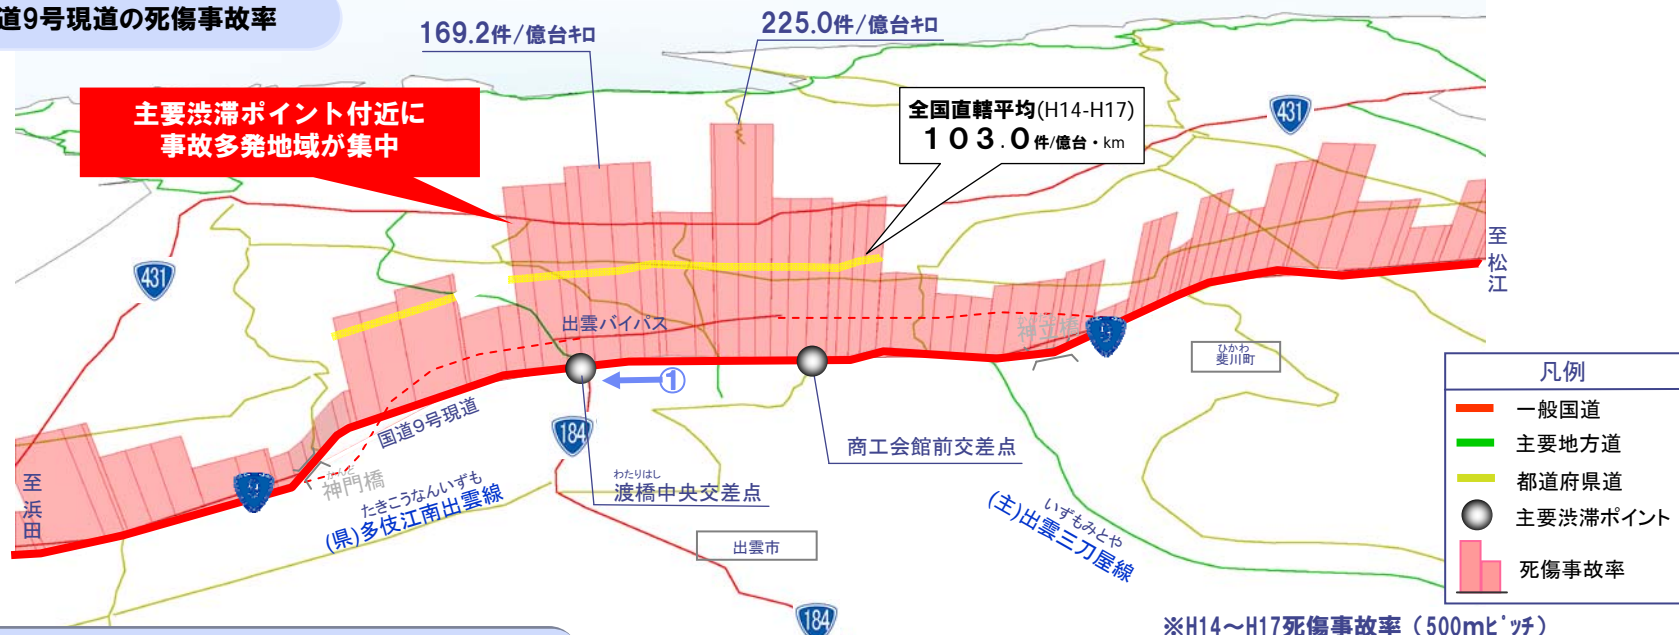 道9号現道の死傷事故率
169.2件/億台ｷﾛ
225.0件/億台ｷﾛ
主要渋滞ポイント付近に
事故多発地域が集中
全国直轄平均(H14-H17)
１０３.０件/億台・km
431
431
至松江
出雲バイパス
神立橋
9
ひかわ
斐川町
①
国道9号現道
184
商工会館前交差点
わたりはし
渡橋中央交差点
至浜田
9
かんど
神門橋
たきこうなんいずも
(県)多伎江南出雲線
いずもみとや
(主)出雲三刀屋線
出雲市
184
凡例
一般国道
主要地方道
都道府県道
主要渋滞ポイント
死傷事故率
※H14～H17死傷事故率（500mﾋﾟｯﾁ）